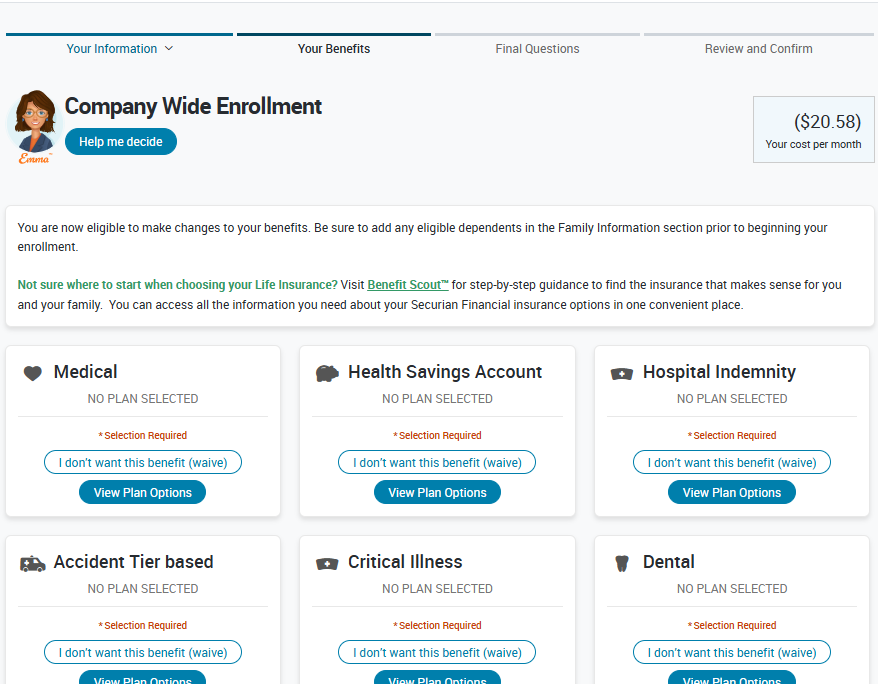 Your Information
Your Benefits
Final Questions
Review and Confirm
Company Wide Enrollment
Help me decide
Emma™
($20.58)
Your cost per month
You are now eligible to make changes to your benefits. Be sure to add any eligible dependents in the Family Information section prior to beginning your
enrollment.
Not sure where to start when choosing your Life Insurance? Visit Benefit Scout™ for step-by-step guidance to find the insurance that makes sense for you
and your family.  You can access all the information you need about your Securian Financial insurance options in one convenient place.
Medical
NO PLAN SELECTED
* Selection Required
I don't want this benefit (waive)
View Plan Options
Health Savings Account
NO PLAN SELECTED
* Selection Required
I don't want this benefit (waive)
View Plan Options
Hospital Indemnity
NO PLAN SELECTED
* Selection Required
I don't want this benefit (waive)
View Plan Options
Accident Tier based
NO PLAN SELECTED
* Selection Required
I don't want this benefit (waive)
View Plan Options
Critical Illness
NO PLAN SELECTED
* Selection Required
I don't want this benefit (waive)
View Plan Options
Dental
NO PLAN SELECTED
* Selection Required
I don't want this benefit (waive)
View Plan Options